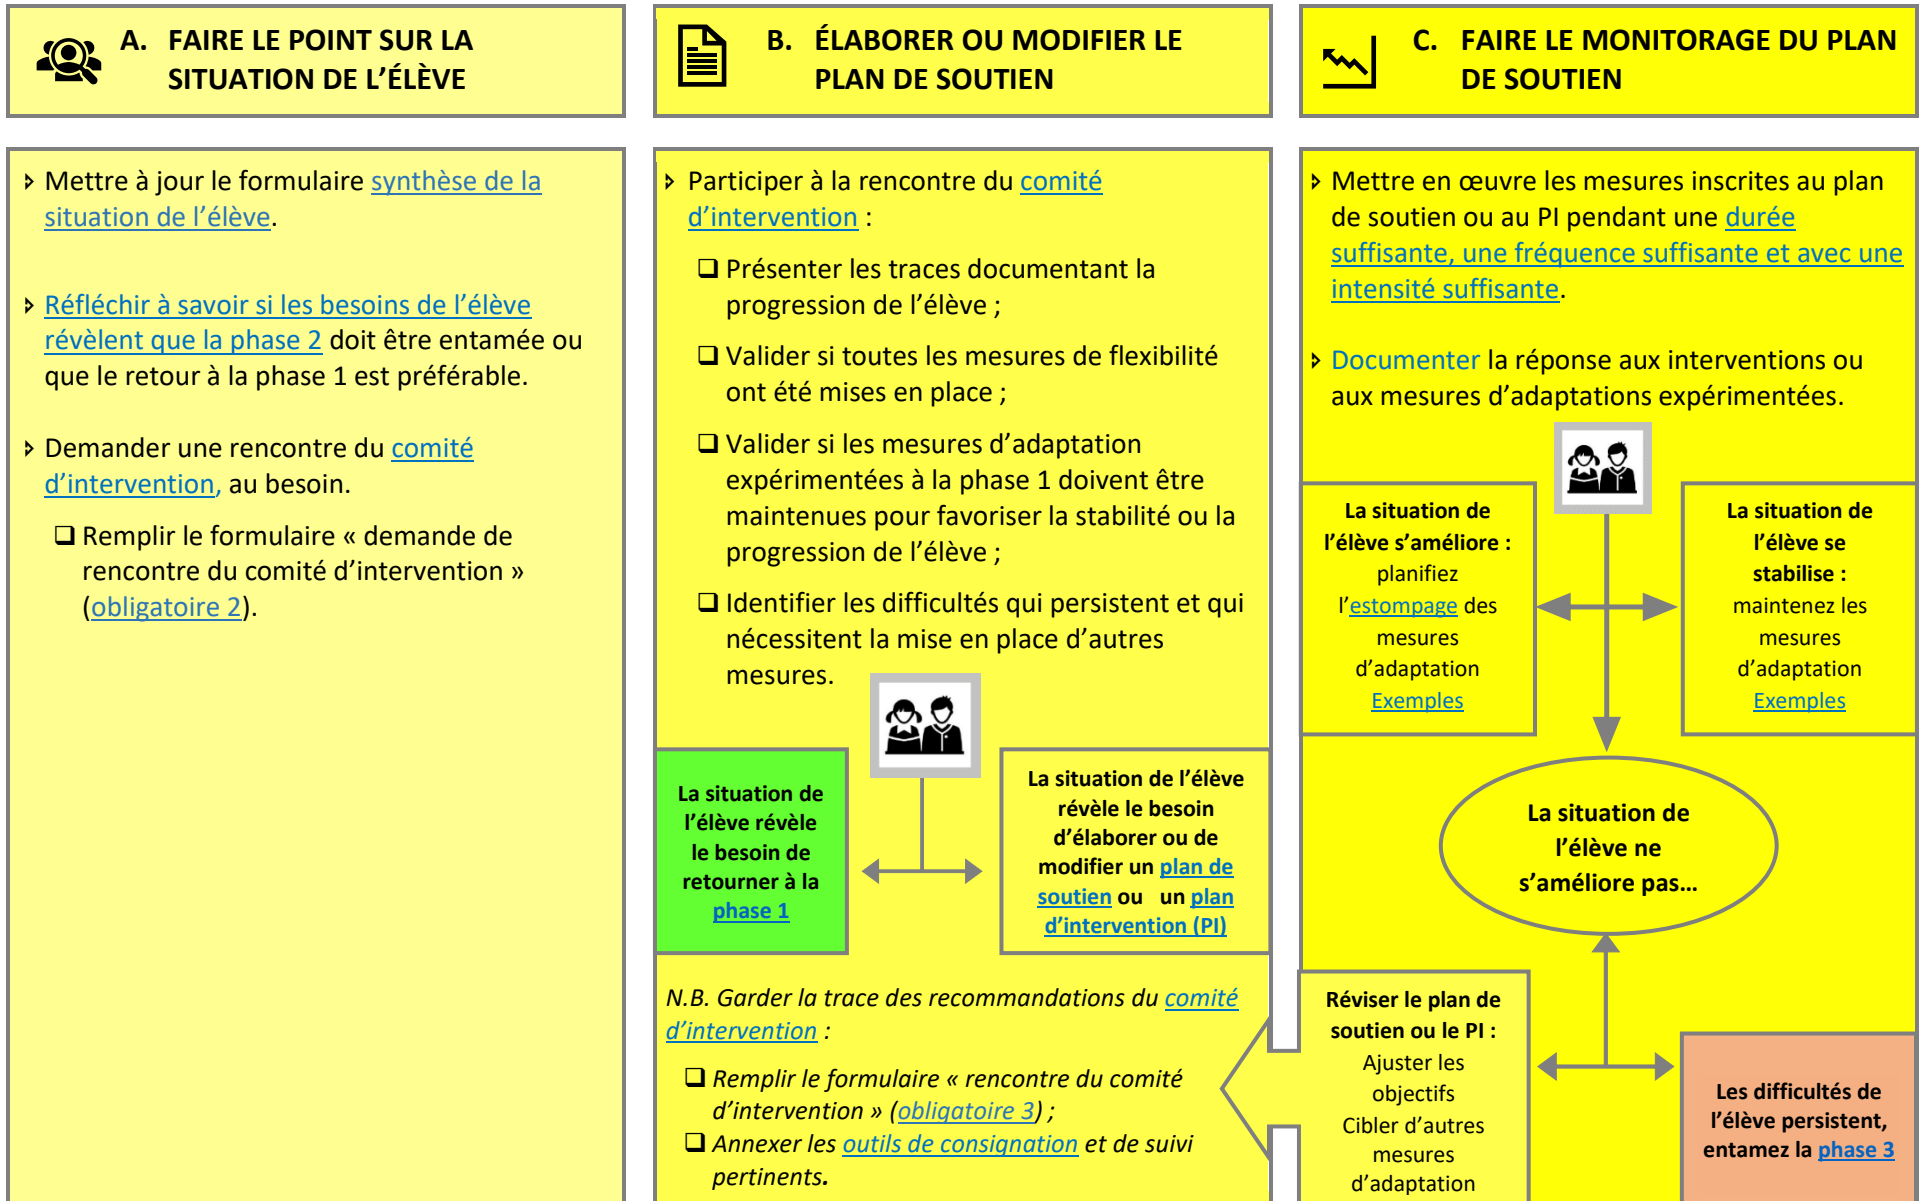 A. FAIRE LE POINT SUR LA
SITUATION DE L’ÉLÈVE
Mettre à jour le formulaire synthèse de la
situation de l’élève.
Réfléchir à savoir si les besoins de l’élève
révèlent que la phase 2 doit être entamée ou
que le retour à la phase 1 est préférable.
Demander une rencontre du comité
d’intervention, au besoin.
❑ Remplir le formulaire « demande de
rencontre du comité d’intervention »
(obligatoire 2).
B. ÉLABORER OU MODIFIER LE
PLAN DE SOUTIEN
Participer à la rencontre du comité
d’intervention :
❑ Présenter les traces documentant la
progression de l’élève ;
❑ Valider si toutes les mesures de flexibilité
ont été mises en place ;
❑ Valider si les mesures d’adaptation
expérimentées à la phase 1 doivent être
maintenues pour favoriser la stabilité ou la
progression de l’élève ;
❑ Identifier les difficultés qui persistent et qui
nécessitent la mise en place d’autres
mesures.
La situation de
l’élève révèle
le besoin de
retourner à la
phase 1
La situation de l’élève
révèle le besoin
d’élaborer ou de
modifier un plan de
soutien ou un plan
d’intervention (PI)
N.B. Garder la trace des recommandations du comité
d’intervention :
❑ Remplir le formulaire « rencontre du comité
d’intervention » (obligatoire 3) ;
❑ Annexer les outils de consignation et de suivi
pertinents.
C. FAIRE LE MONITORAGE DU PLAN
DE SOUTIEN
Mettre en œuvre les mesures inscrites au plan
de soutien ou au PI pendant une durée
suffisante, une fréquence suffisante et avec une
intensité suffisante.
Documenter la réponse aux interventions ou
aux mesures d’adaptations expérimentées.
La situation de
l’élève s’améliore :
planifiez
l’estompage des
mesures
d’adaptation
Exemples
La situation de
l’élève se
stabilise :
maintenez les
mesures
d’adaptation
Exemples
La situation de
l’élève ne
s’améliore pas…
Réviser le plan de
soutien ou le PI :
Ajuster les
objectifs
Cibler d’autres
mesures
d’adaptation
Les difficultés de
l’élève persistent,
entamez la phase 3